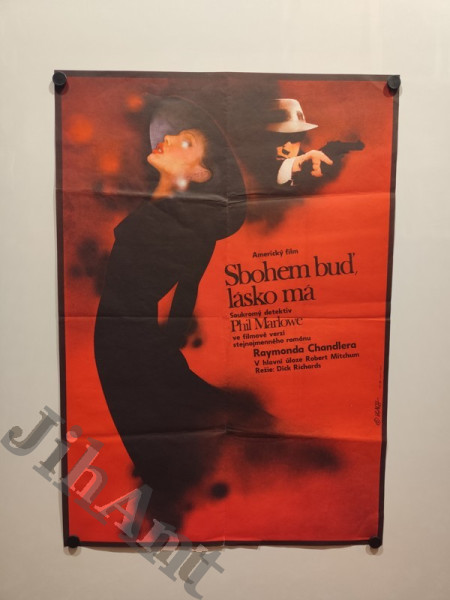 Americký film
Sbohem buď,
lásko má
Soukromý detektiv
Phil Marlowe
ve filmové verzi
stejnojmenného románu
Raymonda Chandlera
V hlavní úloze Robert Mitchum
Režie: Dick Richards
JihAmt